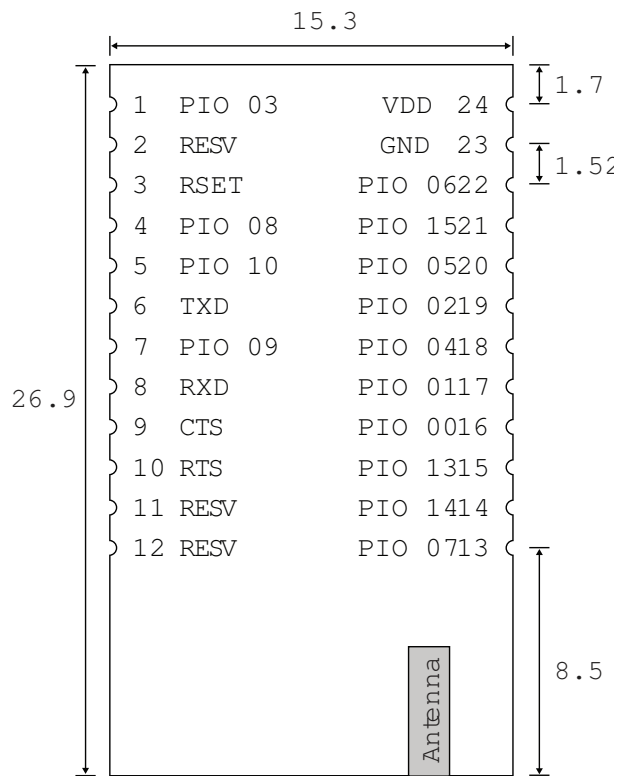 15.3
1.7
1 PIO 03 VDD 24
2 RESV GND 23
1.52
3 RSET PIO 0622
4 PIO 08 PIO 1521
5 PIO 10 PIO 0520
6 TXD PIO 0219
7 PIO 09 PIO 0418
8 RXD PIO 0117
26.9
9 CTS PIO 0016
10 RTS PIO 1315
11 RESV PIO 1414
12 RESV PIO 0713
8.5
Antenna